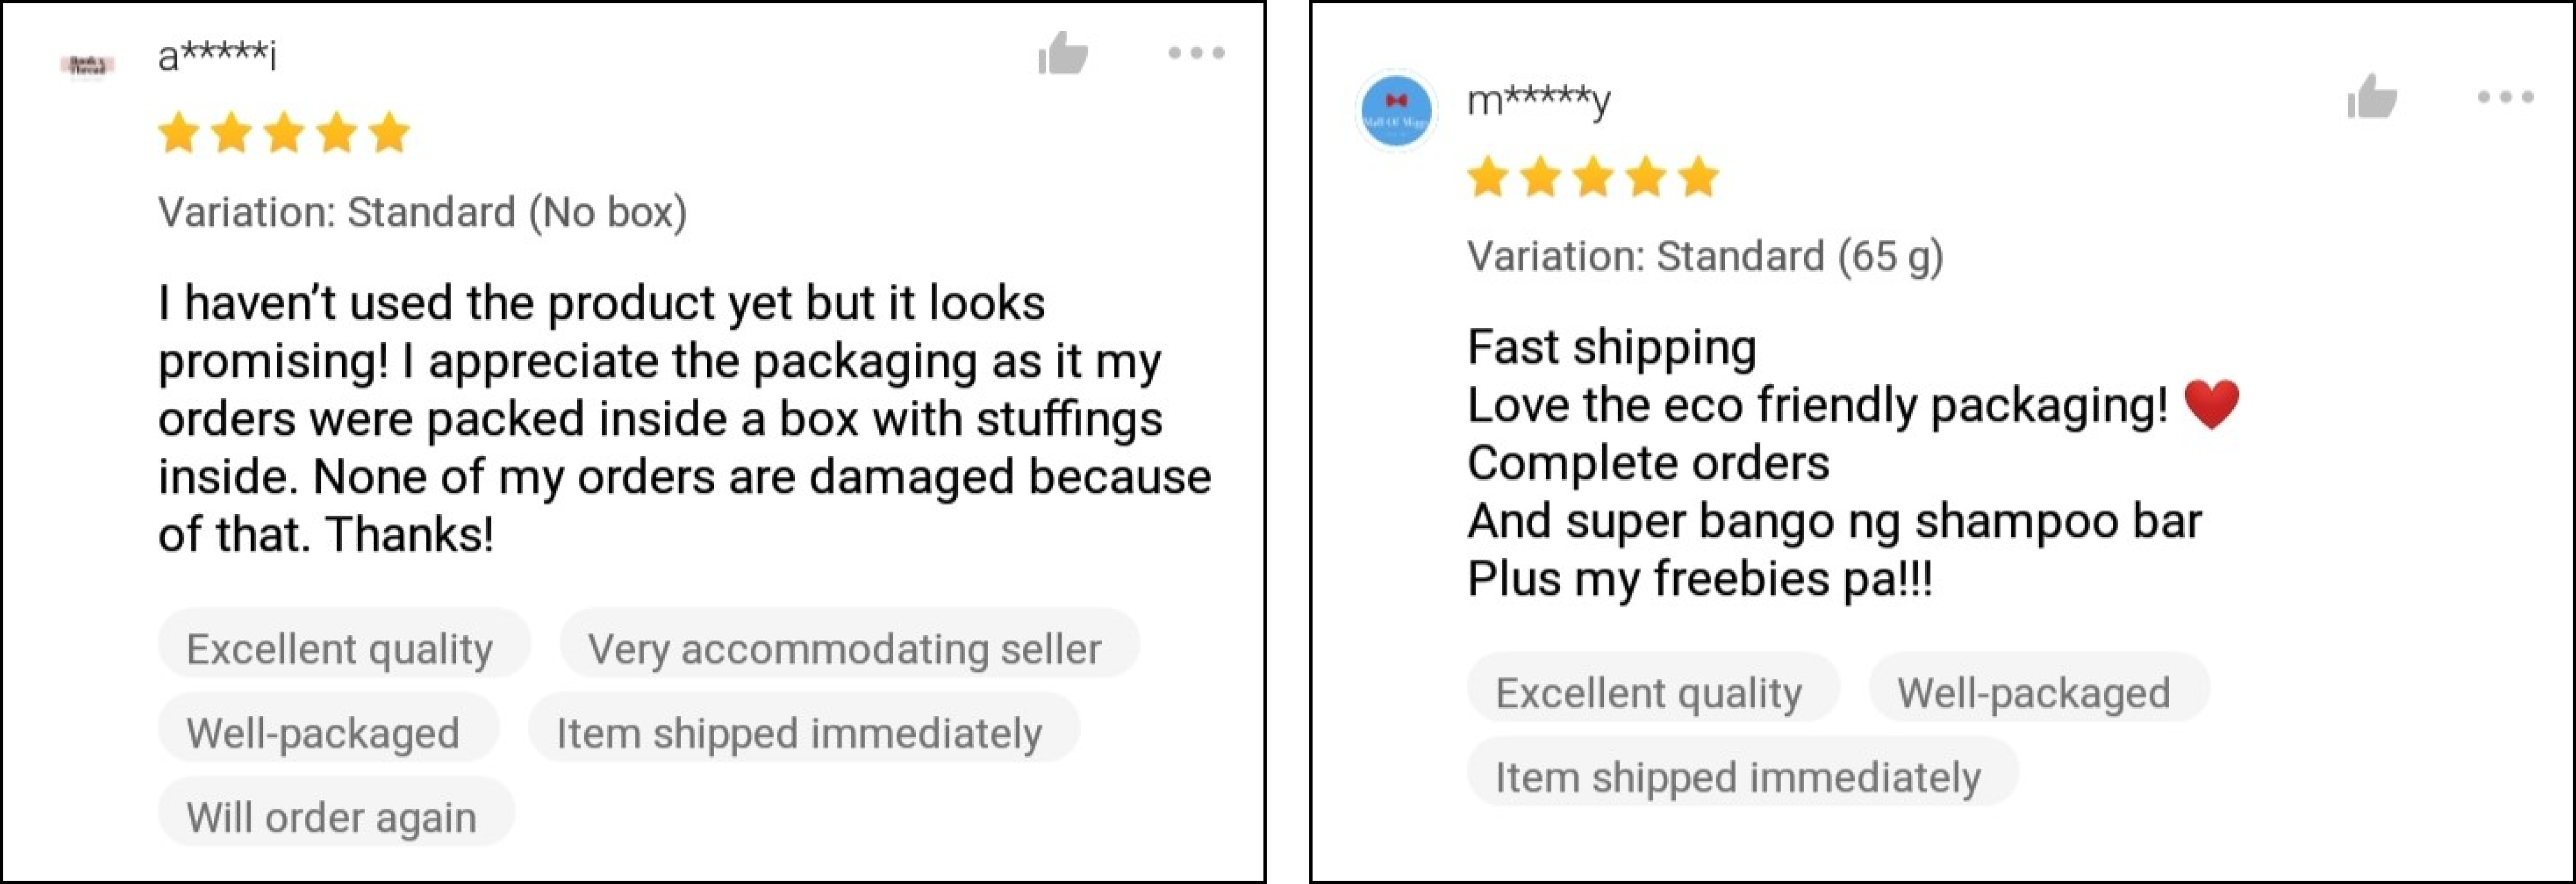 a*****i
Variation: Standard (No box)
I haven’t used the product yet but it looks
promising! I appreciate the packaging as it my
orders were packed inside a box with stuffings
inside. None of my orders are damaged because
of that. Thanks!
Excellent quality
Very accommodating seller
Well-packaged
Item shipped immediately
Will order again
m*****y
Variation: Standard (65 g)
Fast shipping
Love the eco friendly packaging! ❤
Complete orders
And super bango ng shampoo bar
Plus my freebies pa!!!
Excellent quality
Well-packaged
Item shipped immediately